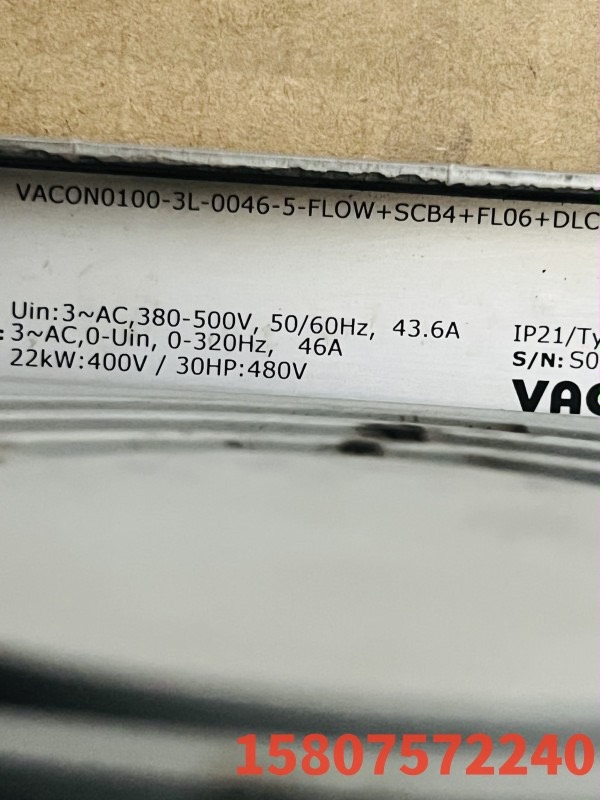 VACON0100-3L-0046-5-FLOW+SCB4+FL06+DLC
Uin:3~AC,380-500V, 50/60Hz, 43.6A
: 3~AC,0-Uin, 0-320Hz, 46A
22kW:400V / 30HP:480V
IP21/Ty
S/N: S0
VAC
15807572240